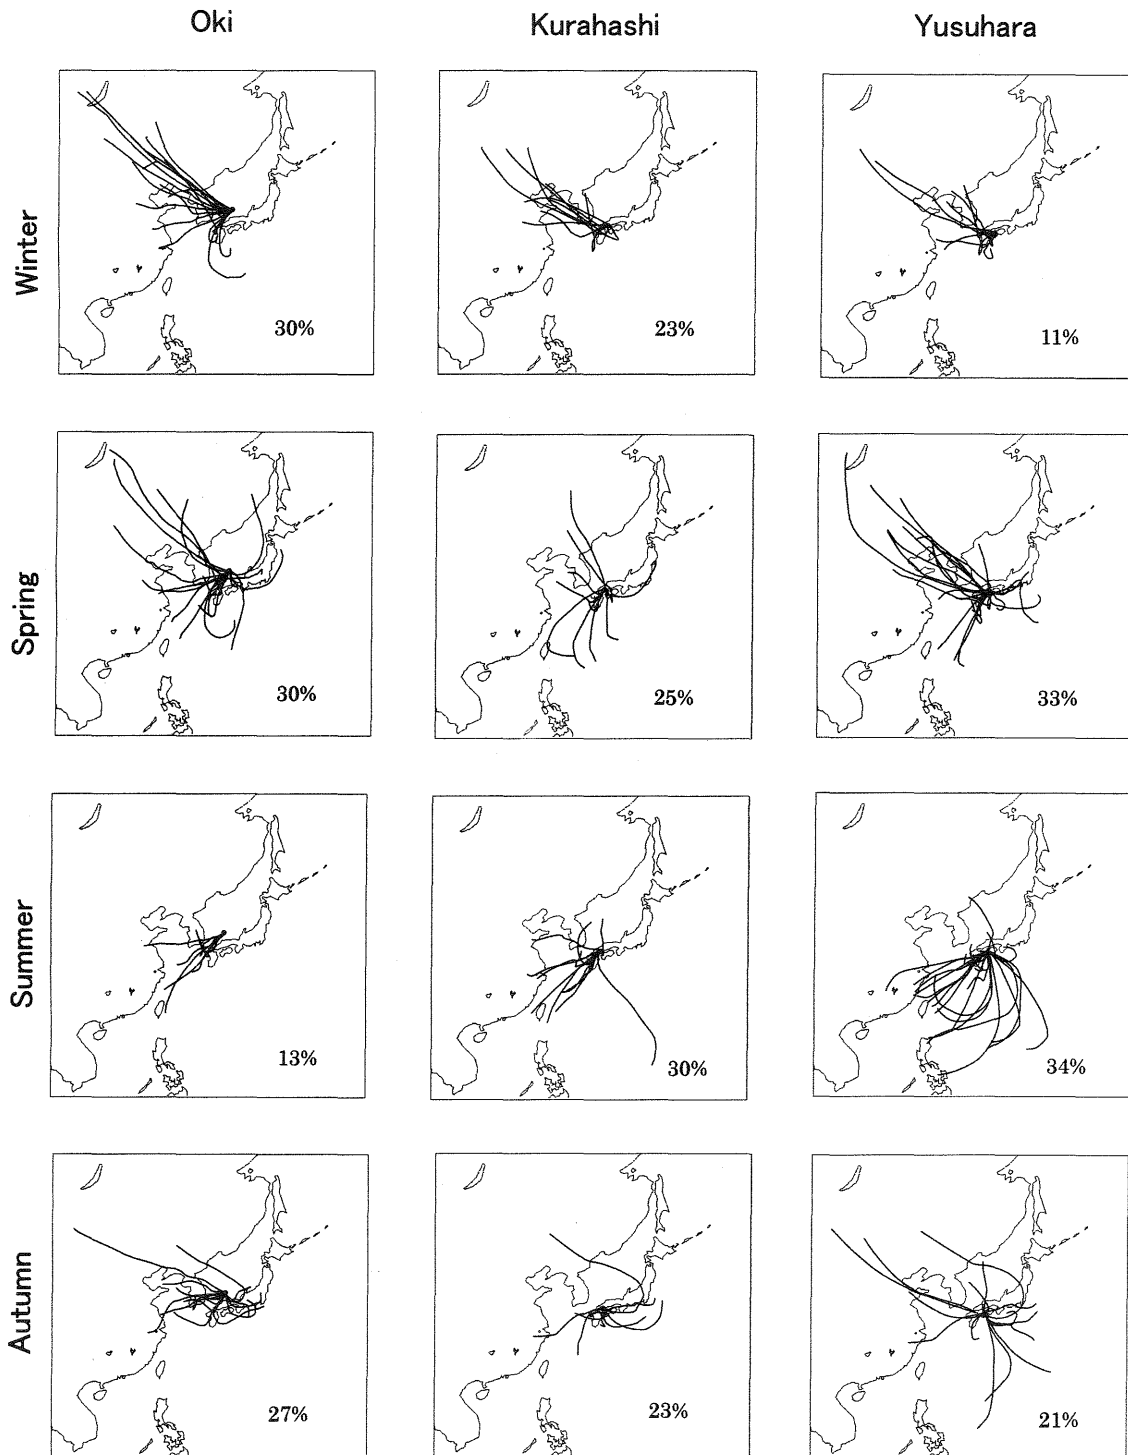 Oki Kurahashi Yusuhara
Winter
30% 23% 11%
Spring
30% 25% 33%
Summer
13% 30% 34%
Autumn
27% 23% 21%